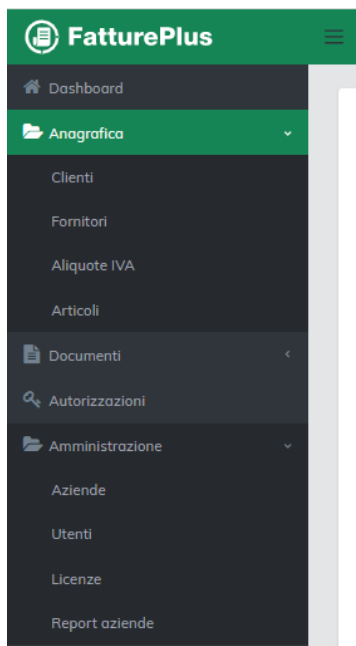 FatturePlus
Dashboard
Anagrafica
Clienti
Fornitori
Aliquote IVA
Articoli
Documenti
Autorizzazioni
Amministrazione
Aziende
Utenti
Licenze
Report aziende